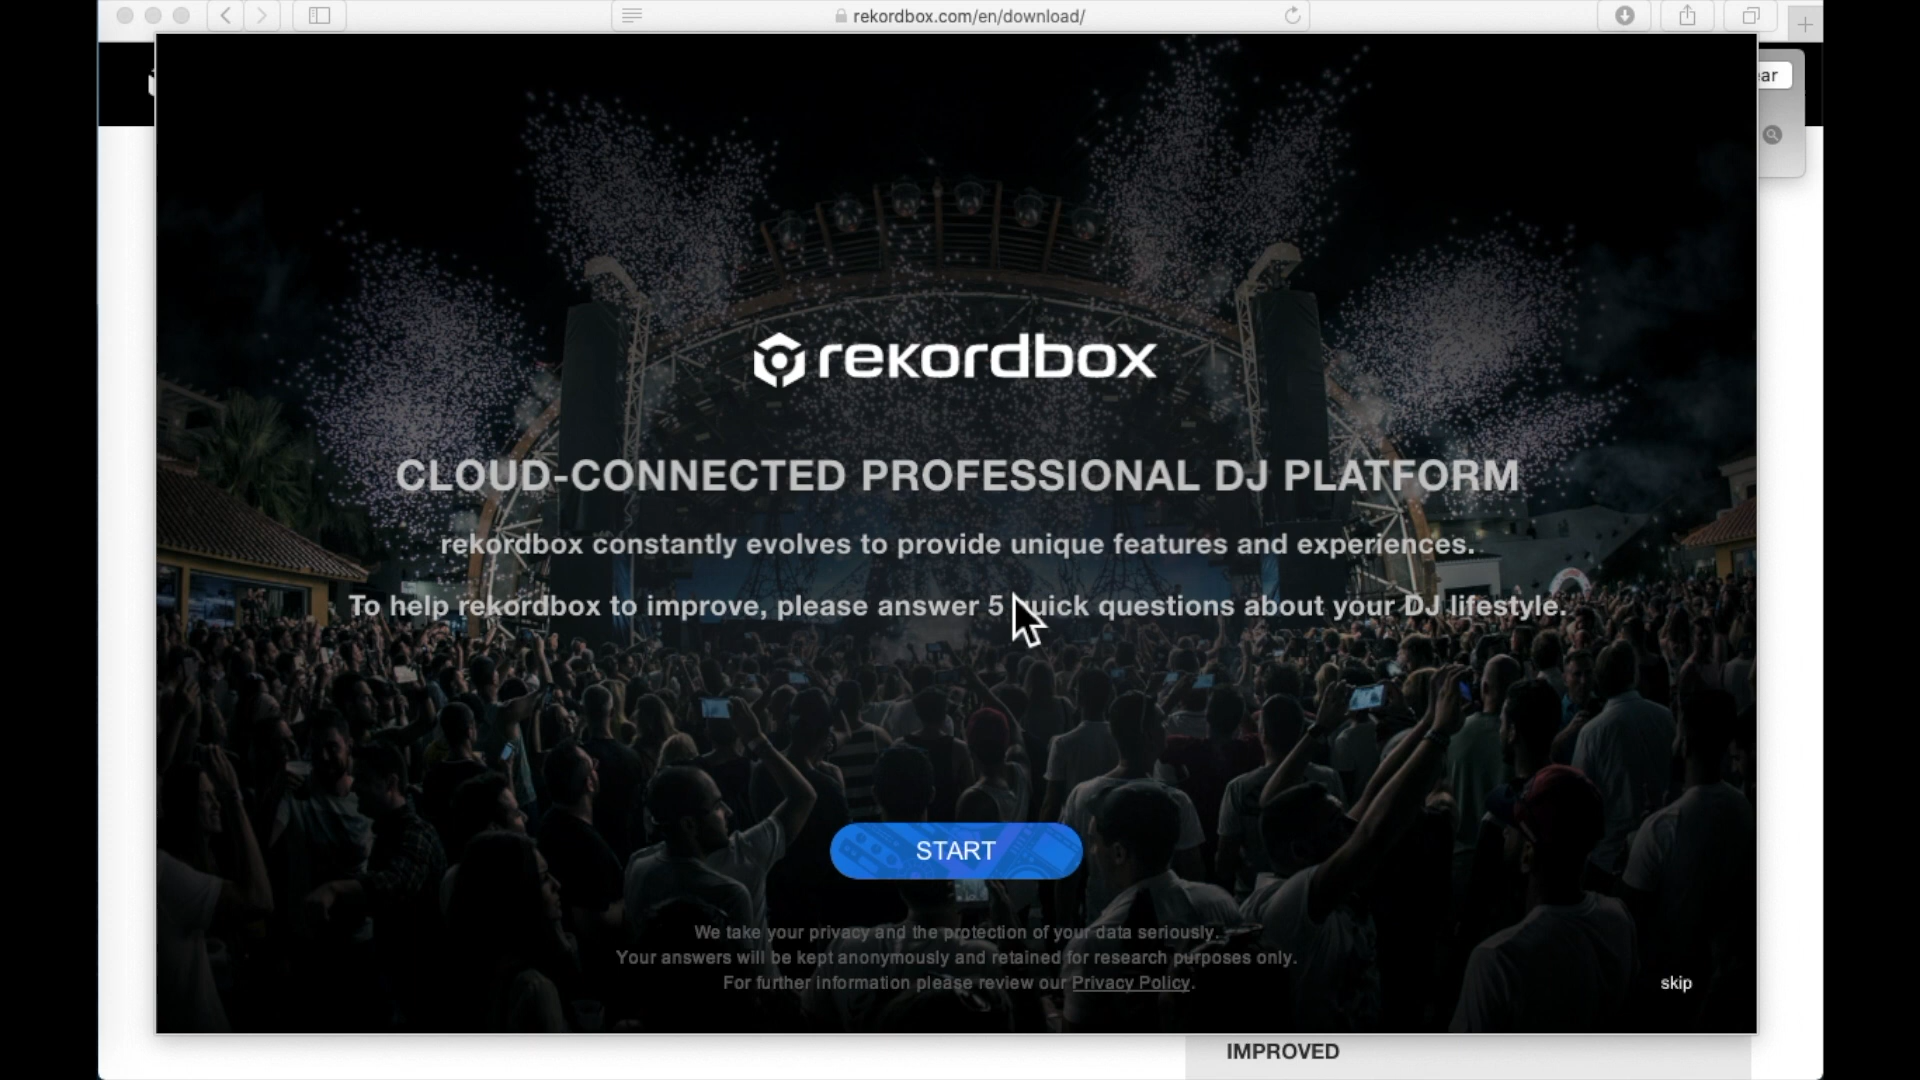 rekordbox.com/en/download/
ar
rekordbox
CLOUD-CONNECTED PROFESSIONAL DJ PLATFORM
rekordbox constantly evolves to provide unique features and experiences.
To help rekordbox to improve, please answer 5 quick questions about your DJ lifestyle.
START
We take your privacy and the protection of your data seriously.
Your answers will be kept anonymously and retained for research purposes only.
For further information please review our Privacy Policy.
skip
IMPROVED